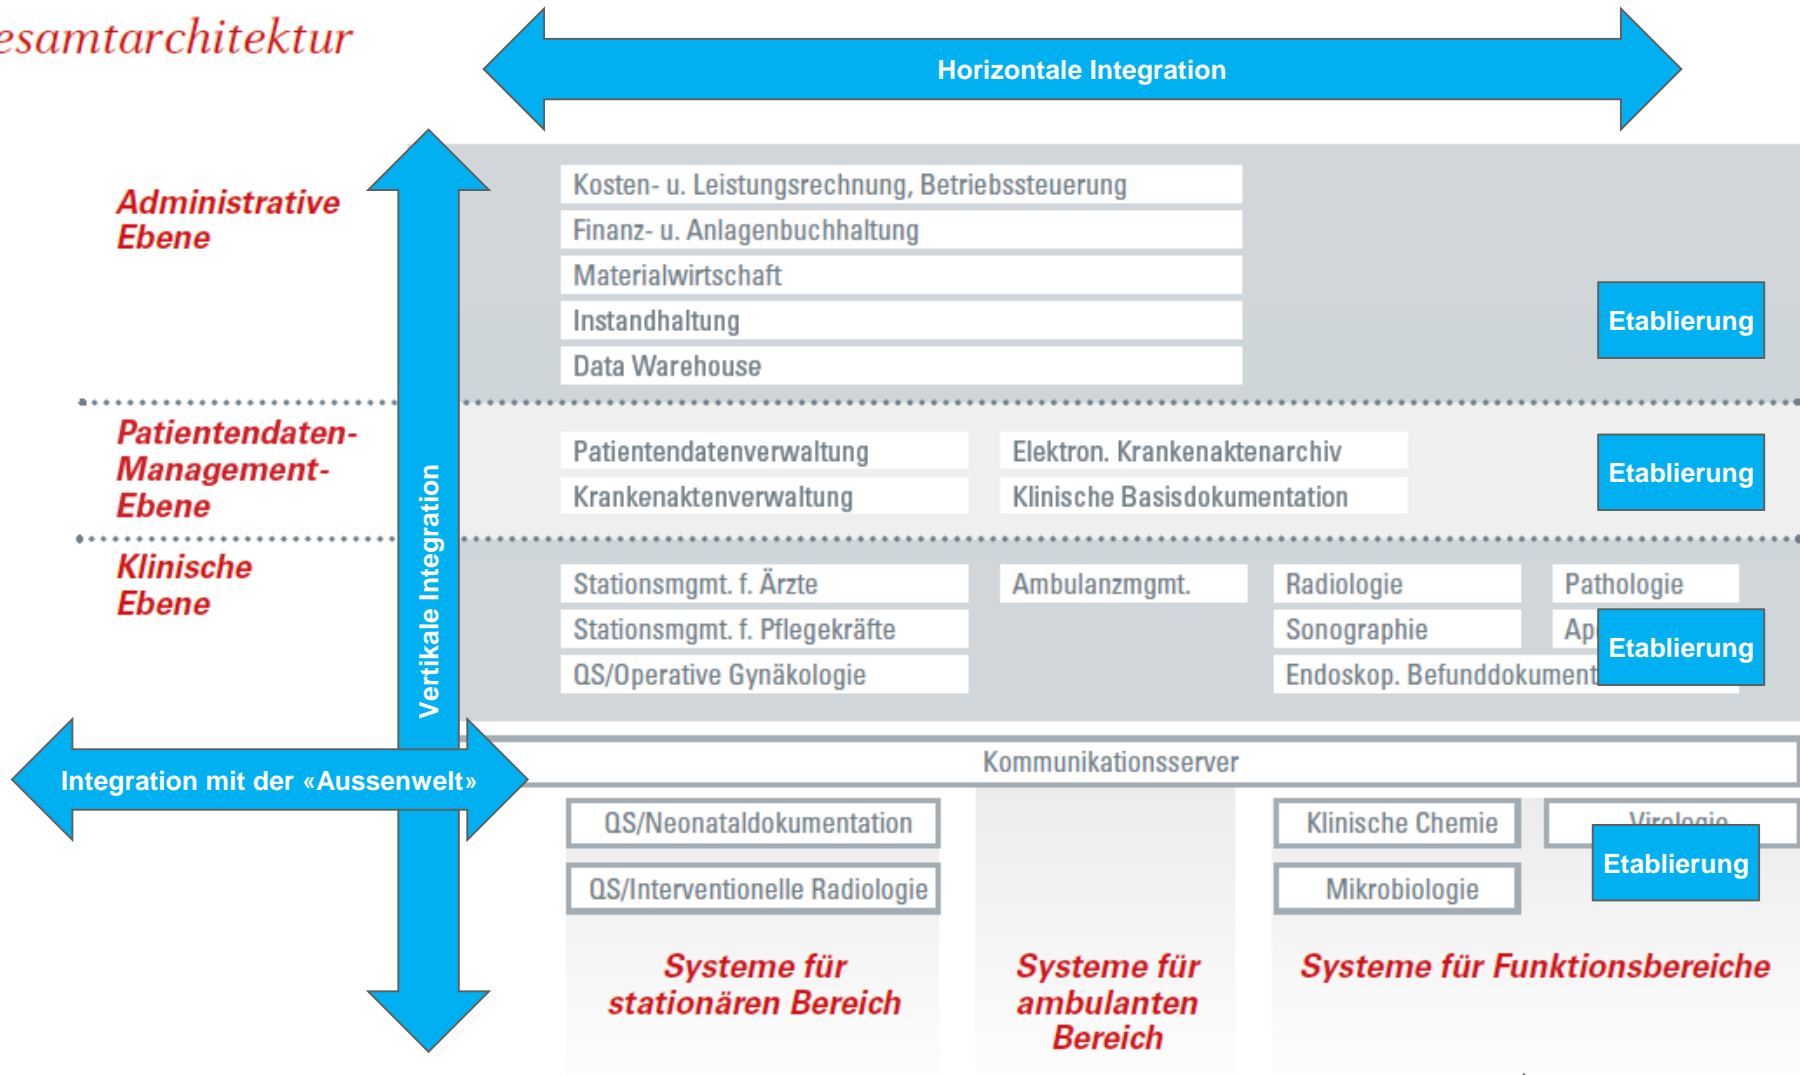 esamtarchitektur
Horizontale Integration
Administrative
Ebene
Kosten- u. Leistungsrechnung, Betriebssteuerung
Finanz- u. Anlagenbuchhaltung
Materialwirtschaft
Instandhaltung
Data Warehouse
Etablierung
Patientendaten-
Management-
Ebene
Patientendatenverwaltung
Elektron. Krankenaktenarchiv
Krankenaktenverwaltung
Klinische Basisdokumentation
Etablierung
Vertikale Integration
Klinische
Ebene
Stationsmgmt. f. Ärzte
Ambulanzmgmt.
Radiologie
Pathologie
Stationsmgmt. f. Pflegekräfte
Sonographie
QS/Operative Gynäkologie
Endoskop. Befunddokument
Etablierung
Kommunikationsserver
Integration mit der «Aussenwelt»
QS/Neonataldokumentation
Klinische Chemie
Virologie
QS/Interventionelle Radiologie
Mikrobiologie
Etablierung
Systeme für
stationären Bereich
Systeme für
ambulanten
Bereich
Systeme für Funktionsbereiche